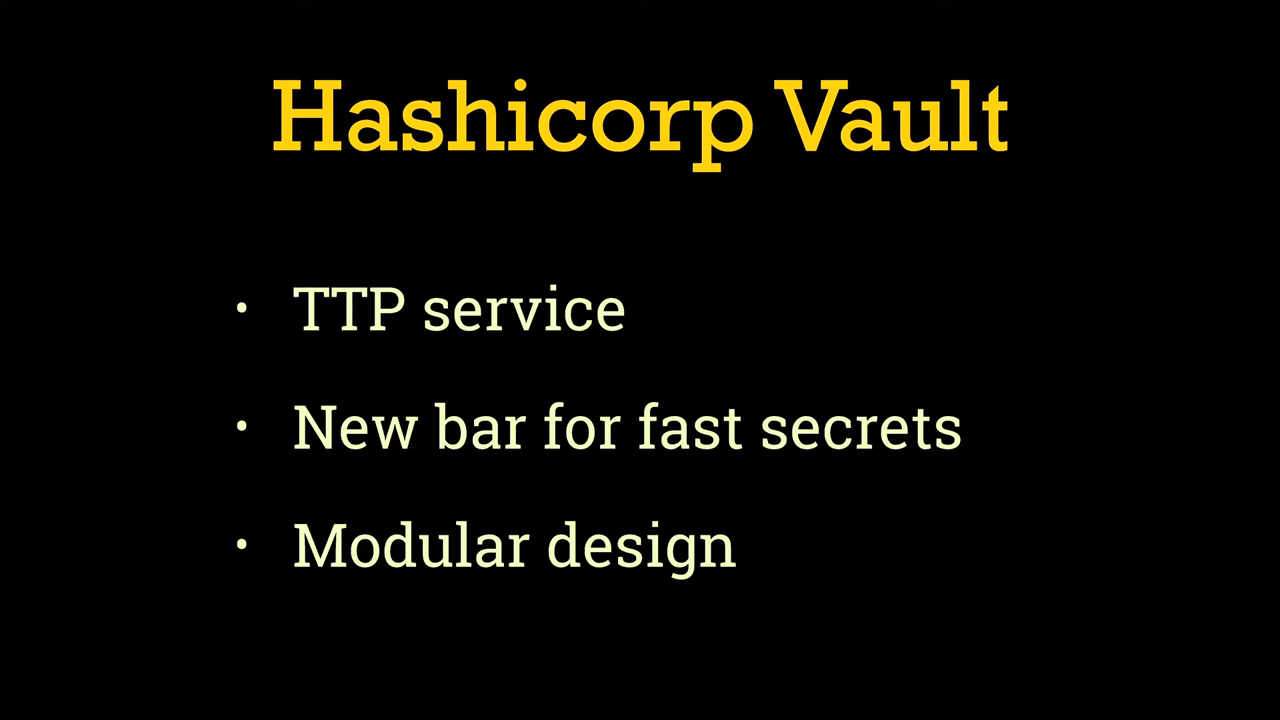 Hashicorp Vault
• TTP service
• New bar for fast secrets
• Modular design